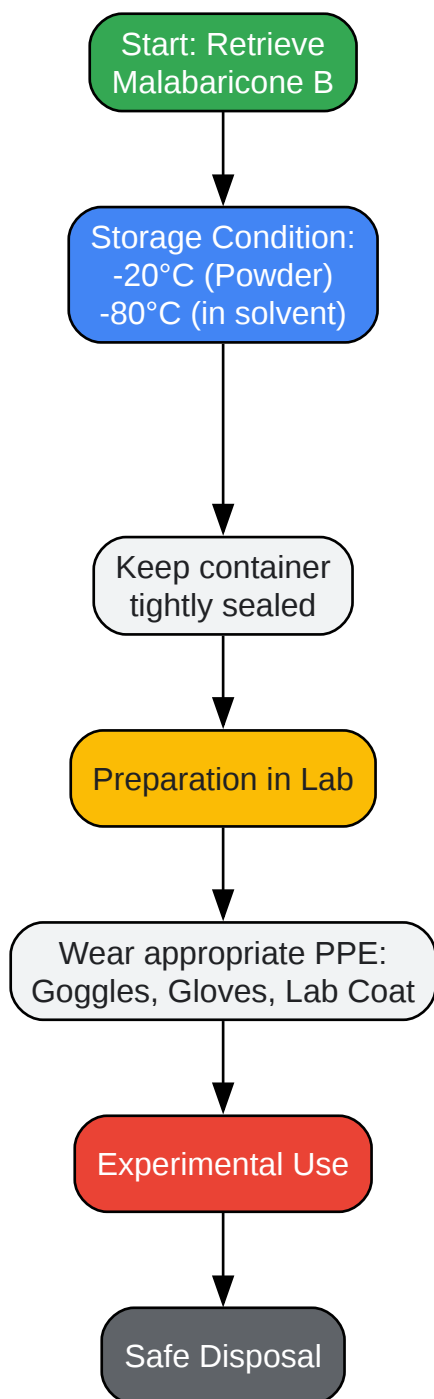 Start: Retrieve
Malabaricone B
Storage Condition:
-20°C (Powder)
-80°C (in solvent)
Keep container
tightly sealed
Preparation in Lab
Wear appropriate PPE:
Goggles, Gloves, Lab Coat
Experimental Use
Safe Disposal